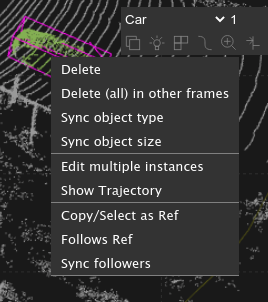 Car 1
Delete
Delete (all) in other frames
Sync object type
Sync object size
Edit multiple instances
Show Trajectory
Copy/Select as Ref
Follows Ref
Sync followers